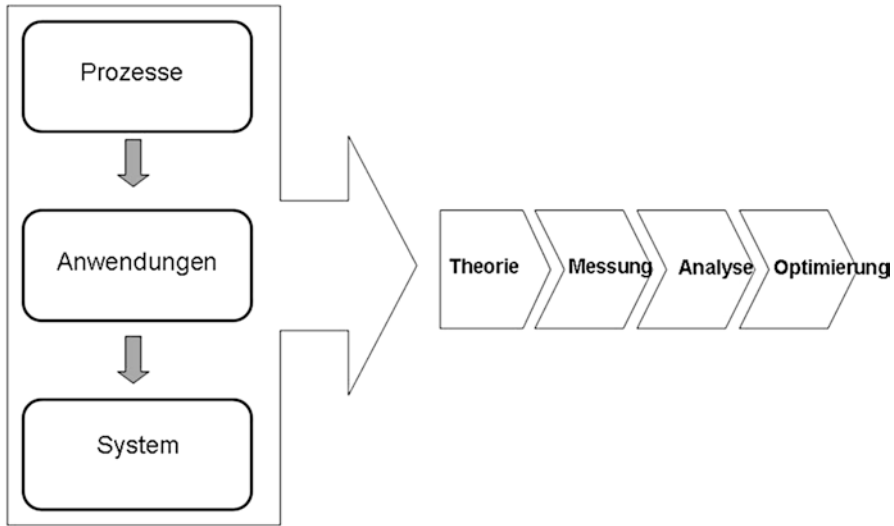 Prozesse
Anwendungen
System
Theorie
Messung
Analyse
Optimierung